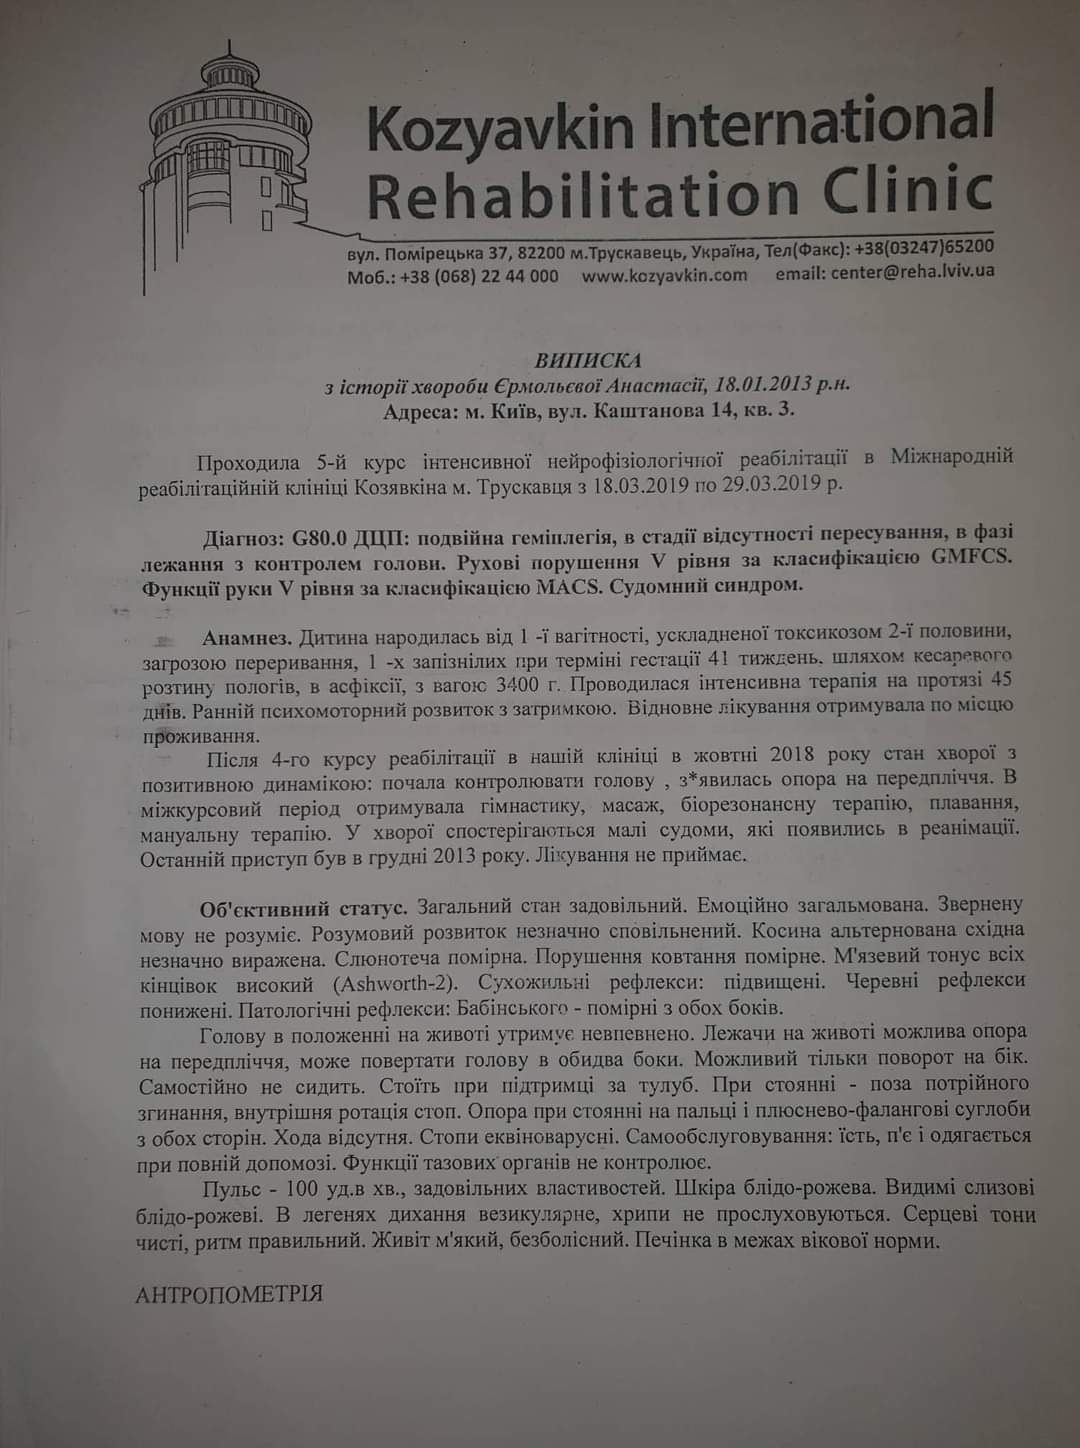 Kozyavkin International
Rehabilitation Clinic
вул. Помірецька 37, 82200 м.Трускавець, Україна, Тел(Факс): +38(03247)65200
Моб.: +38 (068) 22 44 000 www.kozyavkin.com email: center@reha.lviv.ua
ВИПИСКА
з історії хвороби Єрмольєвої Анастасії, 18.01.2013 р.н.
Адреса: м. Київ, вул. Каштанова 14, кв. 3.
Проходила 5-й курс інтенсивної нейрофізіологічної реабілітації в Міжнародній
реабілітаційній клініці Козявкіна м. Трускавця з 18.03.2019 по 29.03.2019 р.
Діагноз: G80.0 ДЦП: подвійна геміплегія, в стадії відсутності пересування, в фазі
лежання з контролем голови. Рухові порушення V рівня за класифікацією GMFCS.
Функції руки V рівня за класифікацією MACS. Судомний синдром.
Анамнез. Дитина народилась від 1 -ї вагітності, ускладненої токсикозом 2-ї половини,
загрозою переривання, 1 -х запізнілих при терміні гестації 41 тиждень, шляхом кесаревого
розтину пологів, в асфіксії, з вагою 3400 г. Проводилася інтенсивна терапія на протязі 45
днів. Ранній психомоторний розвиток з затримкою. Відновне лікування отримувала по місцю
проживання.
Після 4-го курсу реабілітації в нашій клініці в жовтні 2018 року стан хворої з
позитивною динамікою: почала контролювати голову , з*явилась опора на передпліччя. В
міжкурсовий період отримувала гімнастику, масаж, біорезонансну терапію, плавання,
мануальну терапію. У хворої спостерігаються малі судоми, які появились в реанімації.
Останній приступ був в грудні 2013 року. Лікування не приймає.
Об'єктивний статус. Загальний стан задовільний. Емоційно загальмована. Звернену
мову не розуміє. Розумовий розвиток незначно сповільнений. Косина альтернована східна
незначно виражена. Слюнотеча помірна. Порушення ковтання помірне. М'язевий тонус всіх
кінцівок високий (Ashworth-2). Сухожильні рефлекси: підвищені. Черевні рефлекси
понижені. Патологічні рефлекси: Бабінського - помірні з обох боків.
Голову в положенні на животі утримує невпевнено. Лежачи на животі можлива опора
на передпліччя, може повертати голову в обидва боки. Можливий тільки поворот на бік.
Самостійно не сидить. Стоїть при підтримці за тулуб. При стоянні - поза потрійного
згинання, внутрішня ротація стоп. Опора при стоянні на пальці і плюснево-фалангові суглоби
з обох сторін. Хода відсутня. Стопи еквіноварусні. Самообслуговування: їсть, п'є і одягається
при повній допомозі. Функції тазових органів не контролює.
Пульс - 100 уд.в хв., задовільних властивостей. Шкіра блідо-рожева. Видимі слизові
блідо-рожеві. В легенях дихання везикулярне, хрипи не прослуховуються. Серцеві тони
чисті, ритм правильний. Живіт м'який, безболісний. Печінка в межах вікової норми.
АНТРОПОМЕТРІЯ